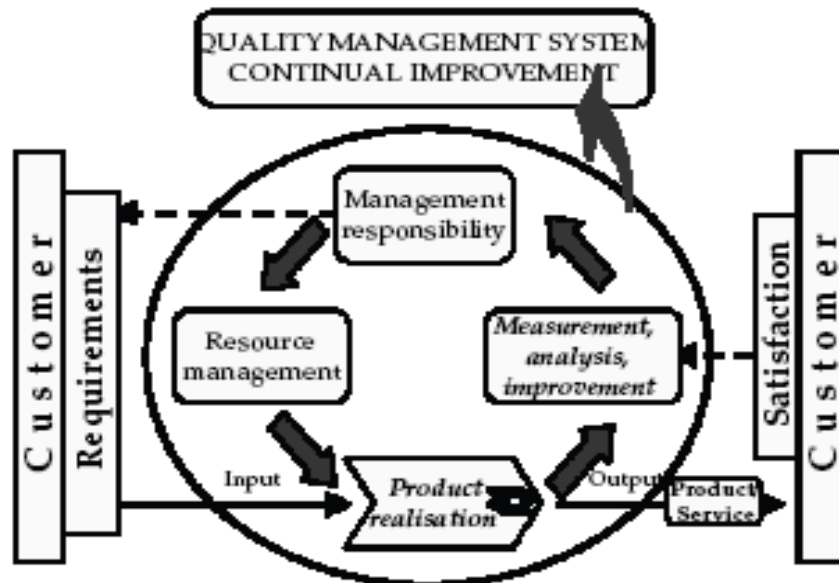 QUALITY MANAGEMENT SYSTEM
CONTINUAL IMPROVEMENT
Customer
Requirements
Management
responsibility
Resource
management
Measurement,
analysis,
improvement
Input
Product
realisation
Output
Product
Service
Satisfaction
Customer